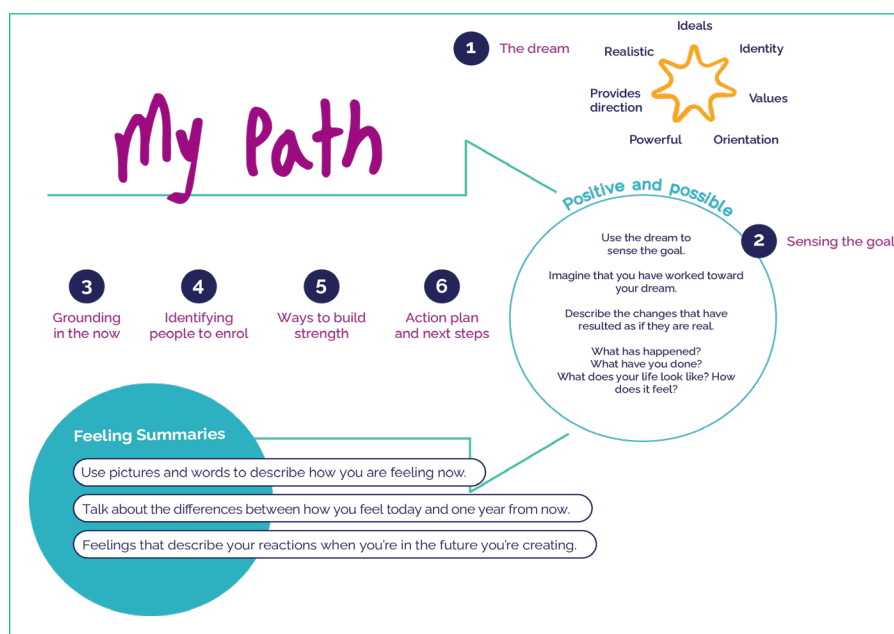 My Path
1 The dream
Ideals
Identity
Values
Orientation
Powerful
Provides
direction
Realistic
Positive and possible
2 Sensing the goal
Use the dream to
sense the goal.
Imagine that you have worked toward
your dream.
Describe the changes that have
resulted as if they are real.
What has happened?
What have you done?
What does your life look like? How
does it feel?
3
Grounding
in the now
4
Identifying
people to enrol
5
Ways to build
strength
6
Action plan
and next steps
Feeling Summaries
Use pictures and words to describe how you are feeling now.
Talk about the differences between how you feel today and one year from now.
Feelings that describe your reactions when you're in the future you're creating.